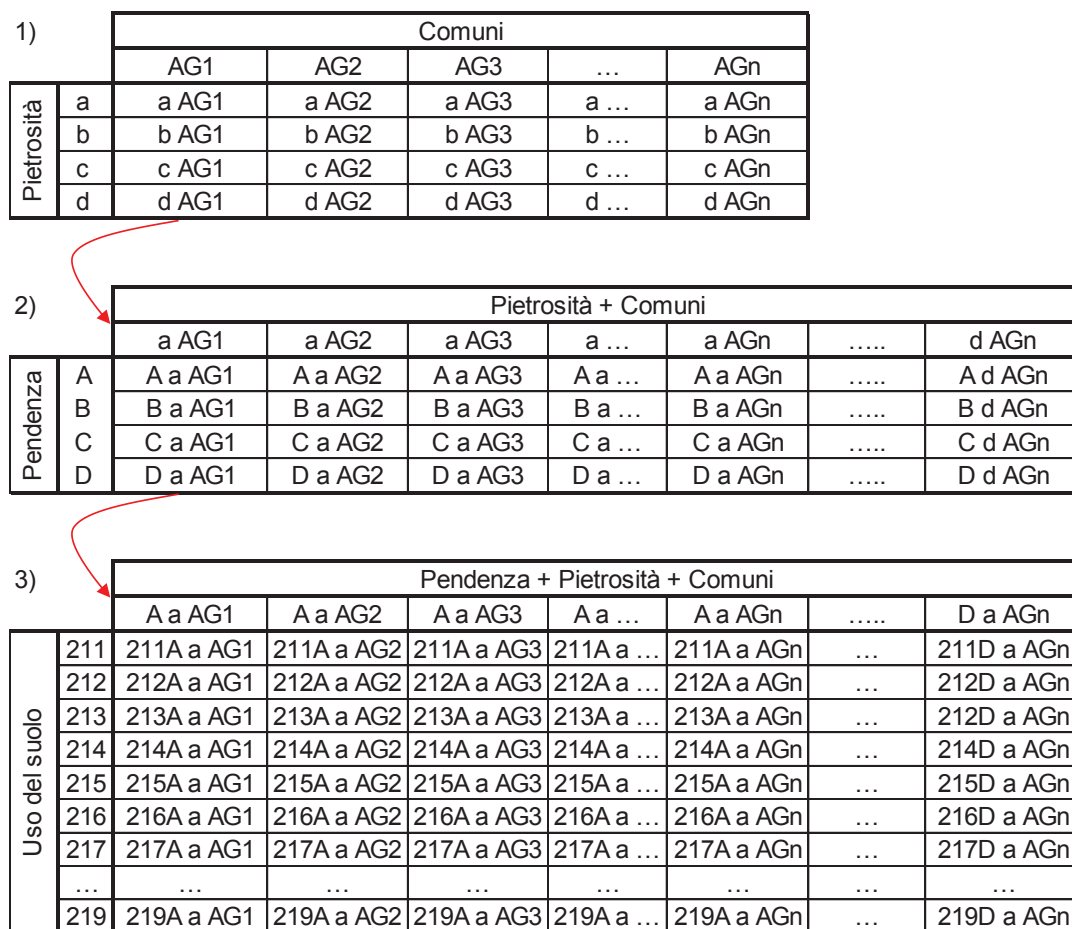 1) Comuni
AG1 AG2 AG3 … AGn
Pietrosità
a a AG1 a AG2 a AG3 a … a AGn
b b AG1 b AG2 b AG3 b … b AGn
c c AG1 c AG2 c AG3 c … c AGn
d d AG1 d AG2 d AG3 d … d AGn
2) Pietrosità + Comuni
a AG1 a AG2 a AG3 a … a AGn ….. d AGn
Pendenza
A A a AG1 A a AG2 A a AG3 A a … A a AGn ….. A d AGn
B B a AG1 B a AG2 B a AG3 B a … B a AGn ….. B d AGn
C C a AG1 C a AG2 C a AG3 C a … C a AGn ….. C d AGn
D D a AG1 D a AG2 D a AG3 D a … D a AGn ….. D d AGn
3) Pendenza + Pietrosità + Comuni
A a AG1 A a AG2 A a AG3 A a … A a AGn ….. D a AGn
Uso del suolo
211 211A a AG1 211A a AG2 211A a AG3 211A a … 211A a AGn … 211D a AGn
212 212A a AG1 212A a AG2 212A a AG3 212A a … 212A a AGn … 212D a AGn
213 213A a AG1 213A a AG2 213A a AG3 213A a … 213A a AGn … 212D a AGn
214 214A a AG1 214A a AG2 214A a AG3 214A a … 214A a AGn … 214D a AGn
215 215A a AG1 215A a AG2 215A a AG3 215A a … 215A a AGn … 215D a AGn
216 216A a AG1 216A a AG2 216A a AG3 216A a … 216A a AGn … 216D a AGn
217 217A a AG1 217A a AG2 217A a AG3 217A a … 217A a AGn … 217D a AGn
… … … … … … … …
219 219A a AG1 219A a AG2 219A a AG3 219A a … 219A a AGn … 219D a AGn